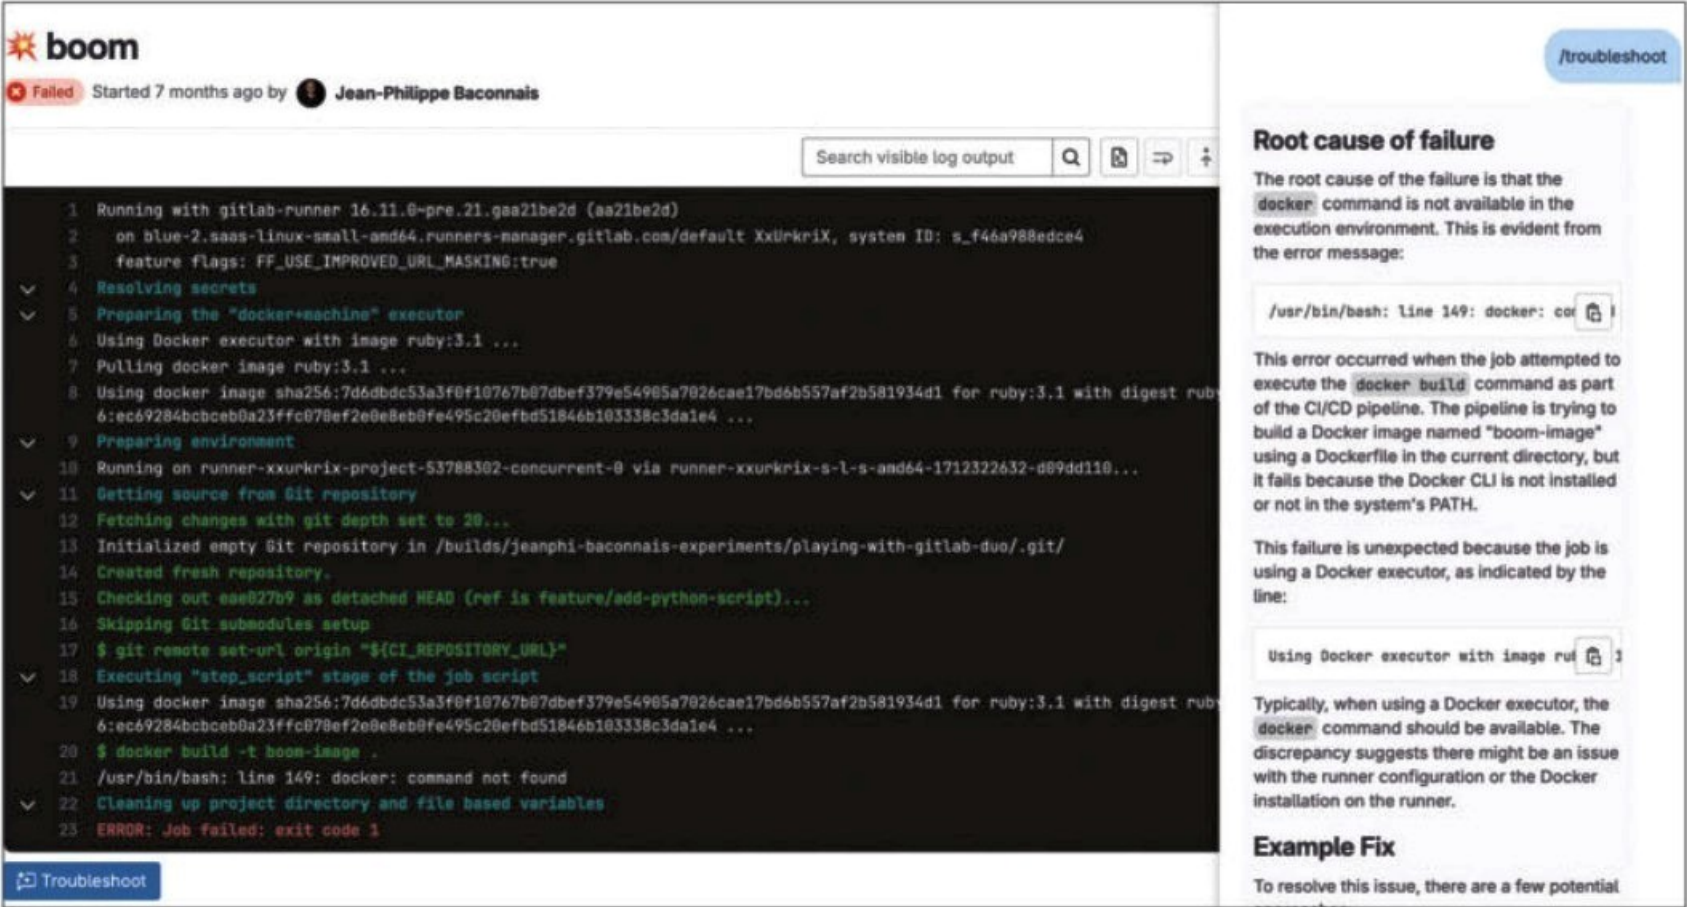 boom
Failed Started 7 months ago by Jean-Philippe Baconnais
Search visible log output
1 Running with gitlab-runner 16.11.0~pre.21.gaa21be2d (aa21be2d)
2 on blue-2.saas-linux-small-amd64.runners-manager.gitlab.com/default XxUrkriX, system ID: s_f46a988edce4
3 feature flags: FF_USE_IMPROVED_URL_MASKING:true
4 Resolving secrets
5 Preparing the "docker+machine" executor
6 Using Docker executor with image ruby:3.1 ...
7 Pulling docker image ruby:3.1 ...
8 Using docker image sha256:7d6dbdc53a3f0f10767b07dbef379e54905a7026cae17bd6b557af2b581934d1 for ruby:3.1 with digest ruby
6:ec69284bcbceb0a23ffc078ef2e0e8eb0fe495c20efbd51846b103338c3da1e4 ...
9 Preparing environment
10 Running on runner-xxurkrix-project-53788302-concurrent-0 via runner-xxurkrix-s-l-s-amd64-1712322632-d09dd110...
11 Getting source from Git repository
12 Fetching changes with git depth set to 20...
13 Initialized empty Git repository in /builds/jeanphi-baconnais-experiments/playing-with-gitlab-duo/.git/
14 Created fresh repository.
15 Checking out eae027b9 as detached HEAD (ref is feature/add-python-script)...
16 Skipping Git submodules setup
17 $ git remote set-url origin "${CI_REPOSITORY_URL}"
18 Executing "step_script" stage of the job script
19 Using docker image sha256:7d6dbdc53a3f0f10767b07dbef379e54905a7026cae17bd6b557af2b581934d1 for ruby:3.1 with digest ruby
6:ec69284bcbceb0a23ffc078ef2e0e8eb0fe495c20efbd51846b103338c3da1e4 ...
20 $ docker build -t boom-image .
21 /usr/bin/bash: line 149: docker: command not found
22 Cleaning up project directory and file based variables
23 ERROR: Job failed: exit code 1
Troubleshoot
/troubleshoot
Root cause of failure
The root cause of the failure is that the
docker command is not available in the
execution environment. This is evident from
the error message:
/usr/bin/bash: line 149: docker: co
This error occurred when the job attempted to
execute the docker build command as part
of the CI/CD pipeline. The pipeline is trying to
build a Docker image named "boom-image"
using a Dockerfile in the current directory, but
it fails because the Docker CLI is not installed
or not in the system's PATH.
This failure is unexpected because the job is
using a Docker executor, as indicated by the
line:
Using Docker executor with image ru
Typically, when using a Docker executor, the
docker command should be available. The
discrepancy suggests there might be an issue
with the runner configuration or the Docker
installation on the runner.
Example Fix
To resolve this issue, there are a few potential